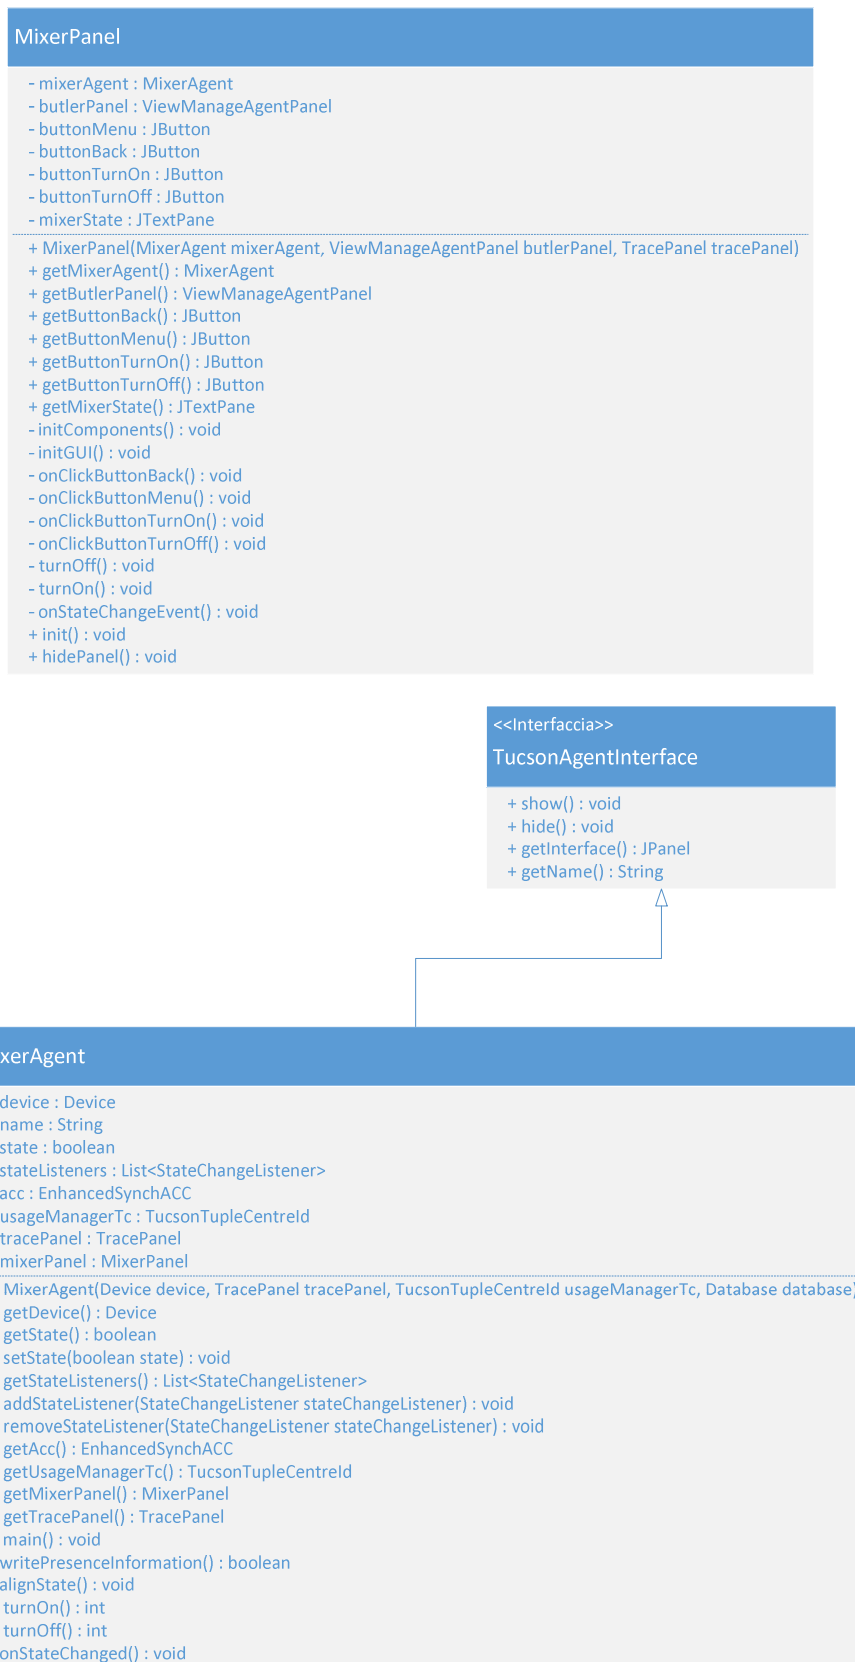 MixerPanel
- mixerAgent : MixerAgent
- butlerPanel : ViewManageAgentPanel
- buttonMenu : JButton
- buttonBack : JButton
- buttonTurnOn : JButton
- buttonTurnOff : JButton
- mixerState : JTextPane
+ MixerPanel(MixerAgent mixerAgent, ViewManageAgentPanel butlerPanel, TracePanel tracePanel)
+ getMixerAgent() : MixerAgent
+ getButlerPanel() : ViewManageAgentPanel
+ getButtonBack() : JButton
+ getButtonMenu() : JButton
+ getButtonTurnOn() : JButton
+ getButtonTurnOff() : JButton
+ getMixerState() : JTextPane
- initComponents() : void
- initGUI() : void
- onClickButtonBack() : void
- onClickButtonMenu() : void
- onClickButtonTurnOn() : void
- onClickButtonTurnOff() : void
- turnOff() : void
- turnOn() : void
- onStateChangeEvent() : void
+ init() : void
+ hidePanel() : void
<<Interfaccia>>
TucsonAgentInterface
+ show() : void
+ hide() : void
+ getInterface() : JPanel
+ getName() : String
xerAgent
device : Device
name : String
state : boolean
stateListeners : List<StateChangeListener>
acc : EnhancedSynchACC
usageManagerTc : TucsonTupleCentreId
tracePanel : TracePanel
mixerPanel : MixerPanel
MixerAgent(Device device, TracePanel tracePanel, TucsonTupleCentreId usageManagerTc, Database database)
getDevice() : Device
getState() : boolean
setState(boolean state) : void
getStateListeners() : List<StateChangeListener>
addStateListener(StateChangeListener stateChangeListener) : void
removeStateListener(StateChangeListener stateChangeListener) : void
getAcc() : EnhancedSynchACC
getUsageManagerTc() : TucsonTupleCentreId
getMixerPanel() : MixerPanel
getTracePanel() : TracePanel
main() : void
writePresenceInformation() : boolean
alignState() : void
turnOn() : int
turnOff() : int
onStateChanged() : void